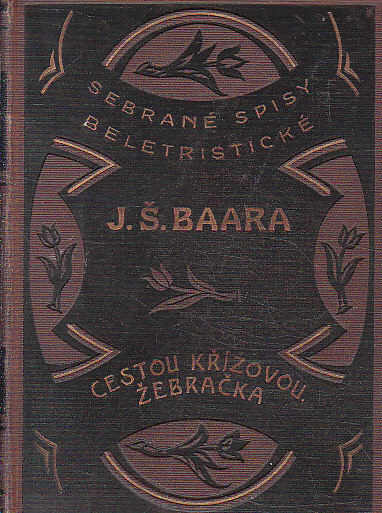 SEBRANÉ SPISY
BELETRISTICKÉ
J. Š. BAARA
CESTOU KŘÍŽOVOU.
ŽEBRAČKA